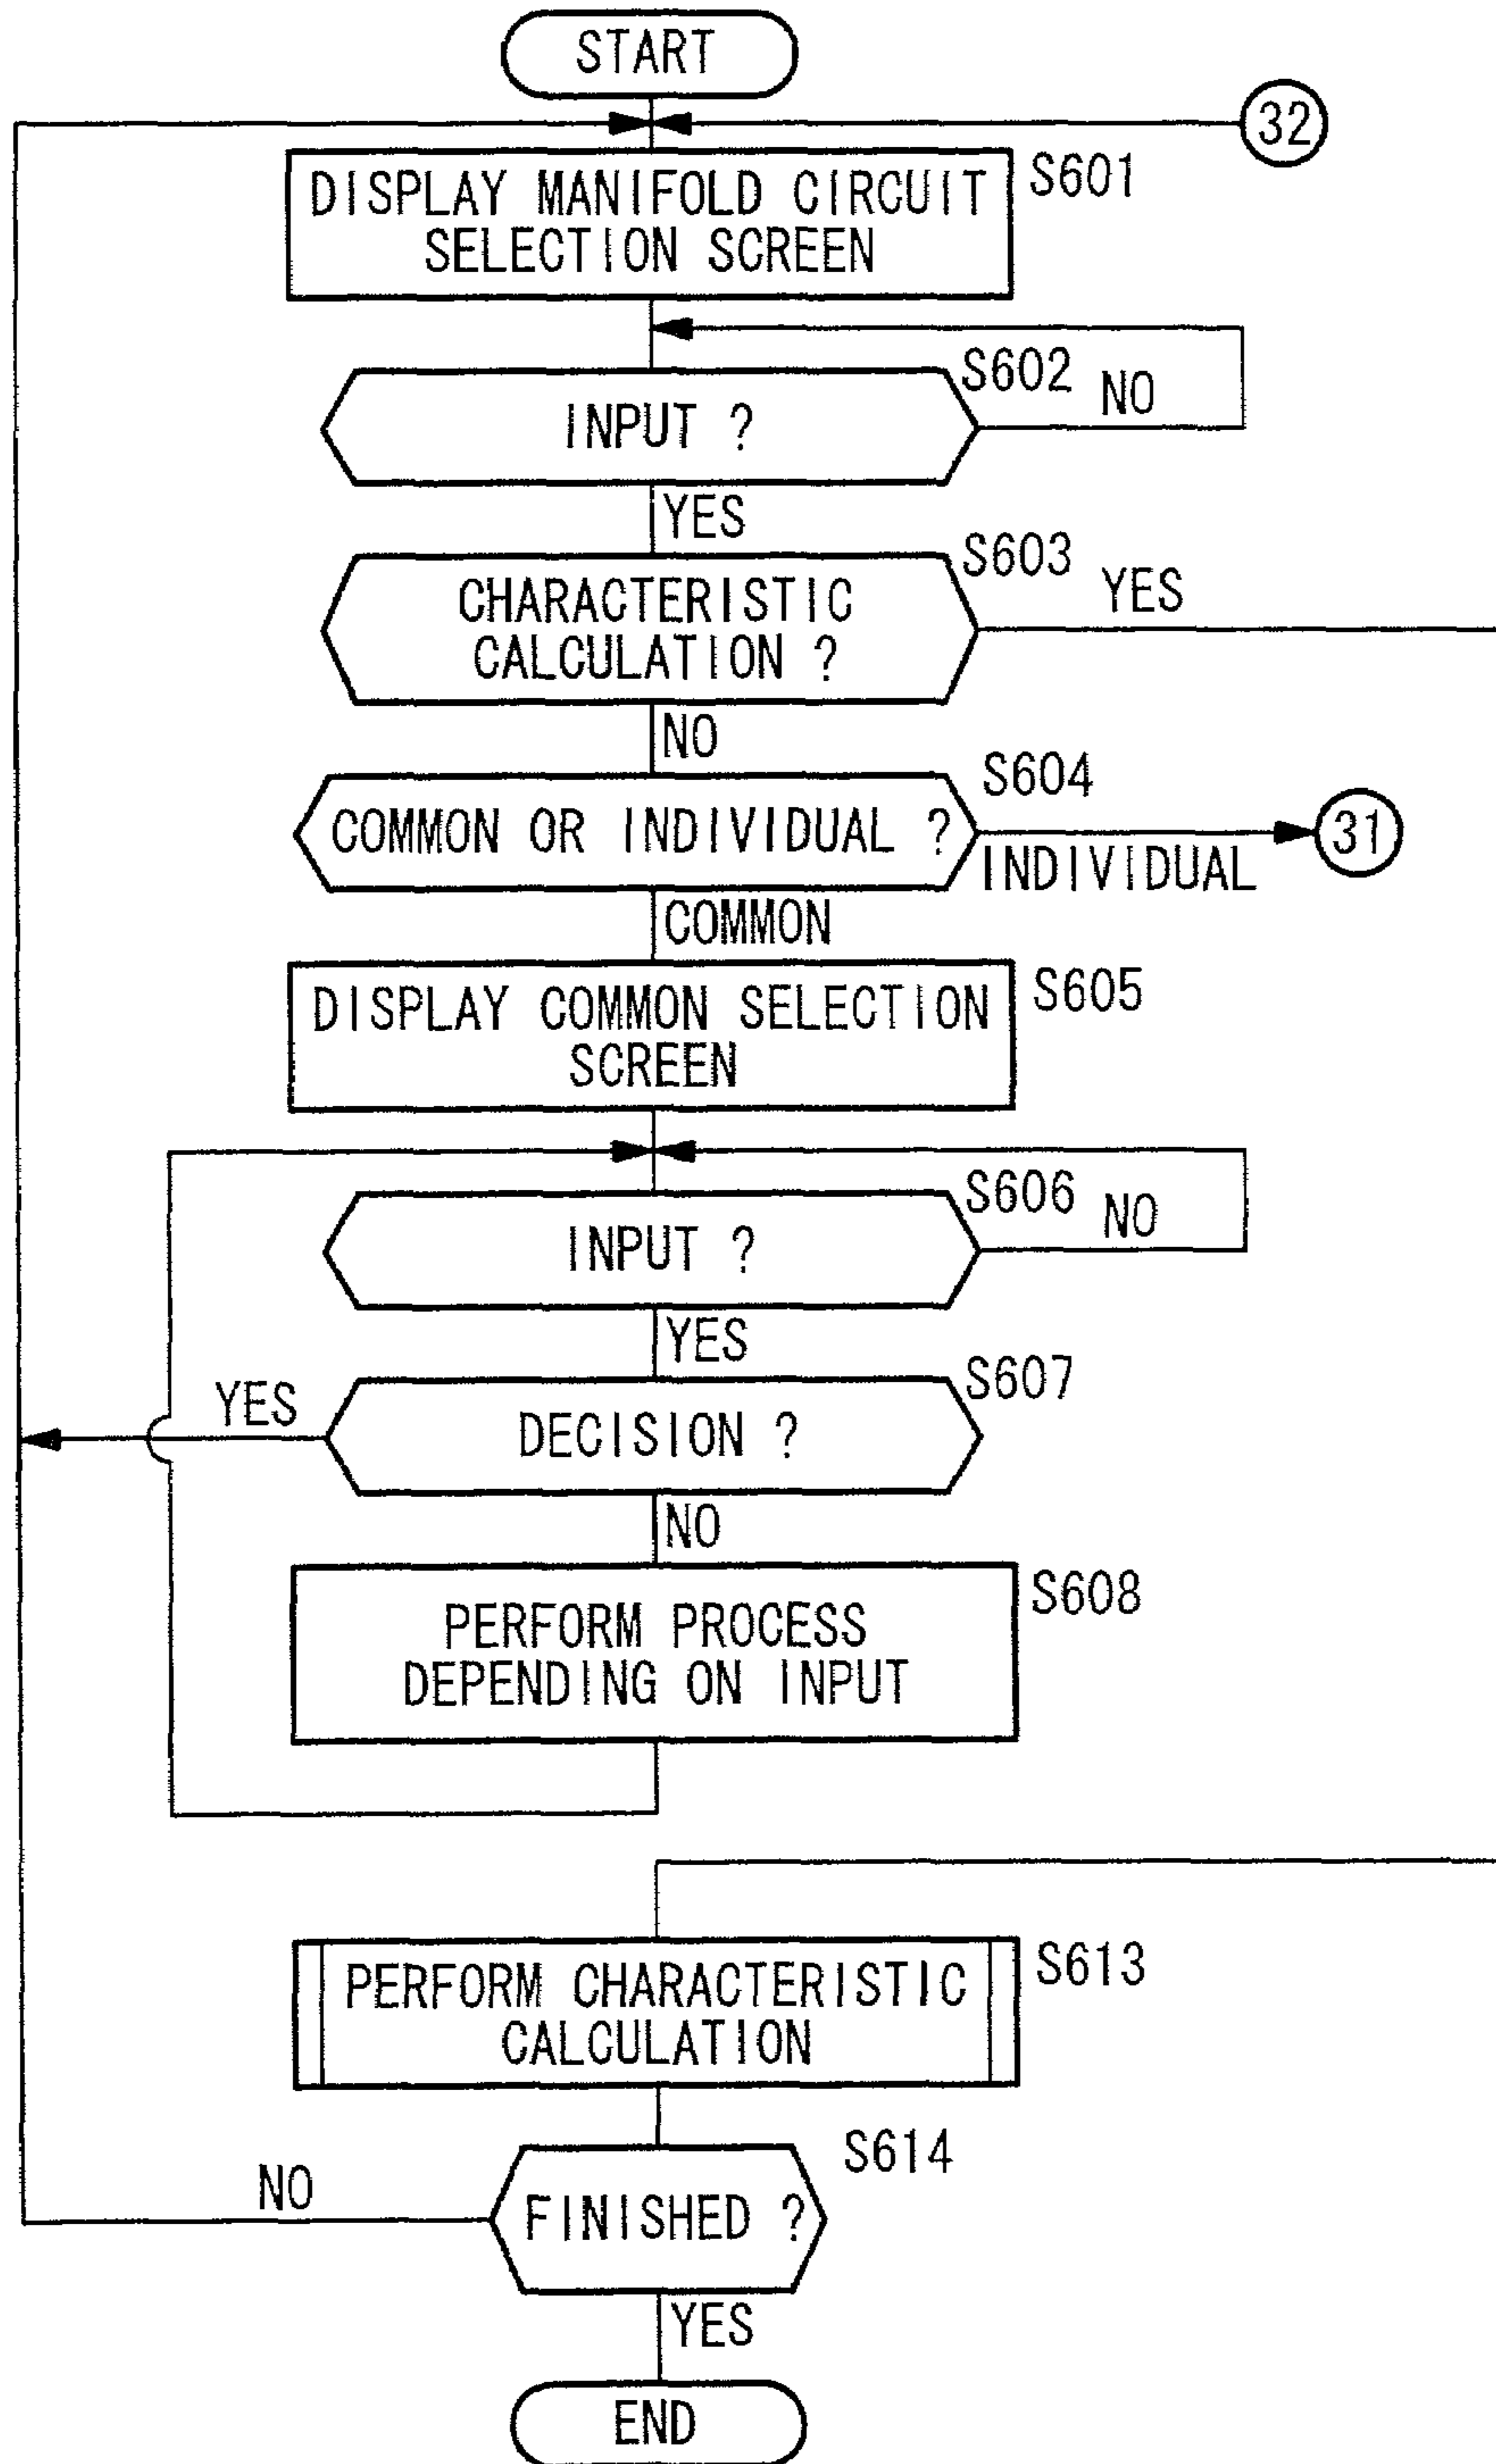 START
32
DISPLAY MANIFOLD CIRCUIT
SELECTION SCREEN
S601
INPUT ?
S602
NO
YES
CHARACTERISTIC
CALCULATION ?
S603
YES
NO
COMMON OR INDIVIDUAL ?
S604
INDIVIDUAL
31
COMMON
DISPLAY COMMON SELECTION
SCREEN
S605
INPUT ?
S606
NO
YES
DECISION ?
S607
YES
NO
PERFORM PROCESS
DEPENDING ON INPUT
S608
PERFORM CHARACTERISTIC
CALCULATION
S613
FINISHED ?
S614
NO
YES
END